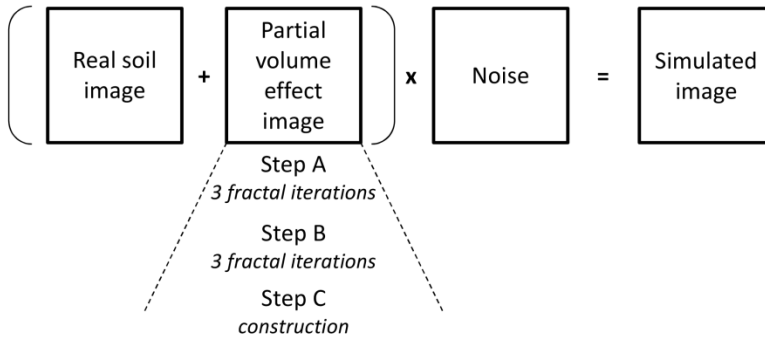 Real soil
image
+
Partial
volume
effect
image
x
Noise
=
Simulated
image
Step A
3 fractal iterations
Step B
3 fractal iterations
Step C
construction